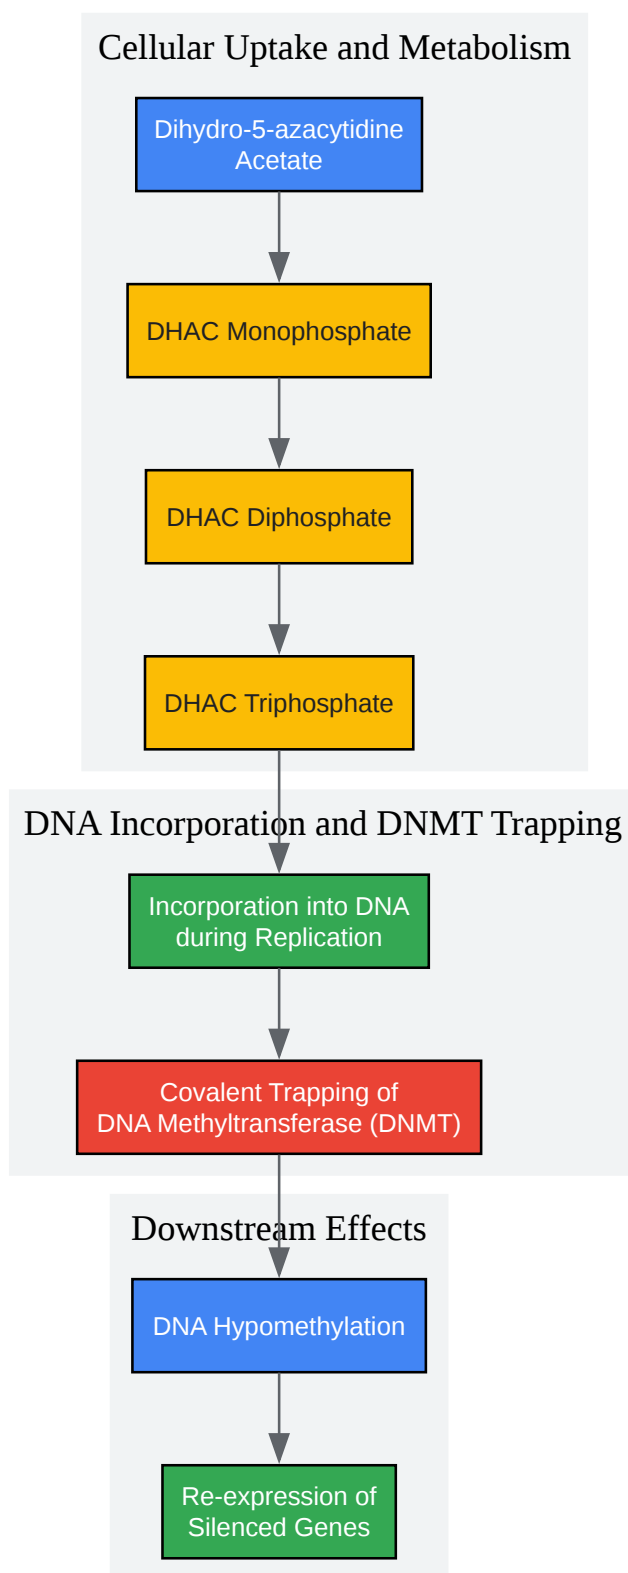 Cellular Uptake and Metabolism
Dihydro-5-azacytidine
Acetate
DHAC Monophosphate
DHAC Diphosphate
DHAC Triphosphate
DNA Incorporation and DNMT Trapping
Incorporation into DNA
during Replication
Covalent Trapping of
DNA Methyltransferase (DNMT)
Downstream Effects
DNA Hypomethylation
Re-expression of
Silenced Genes